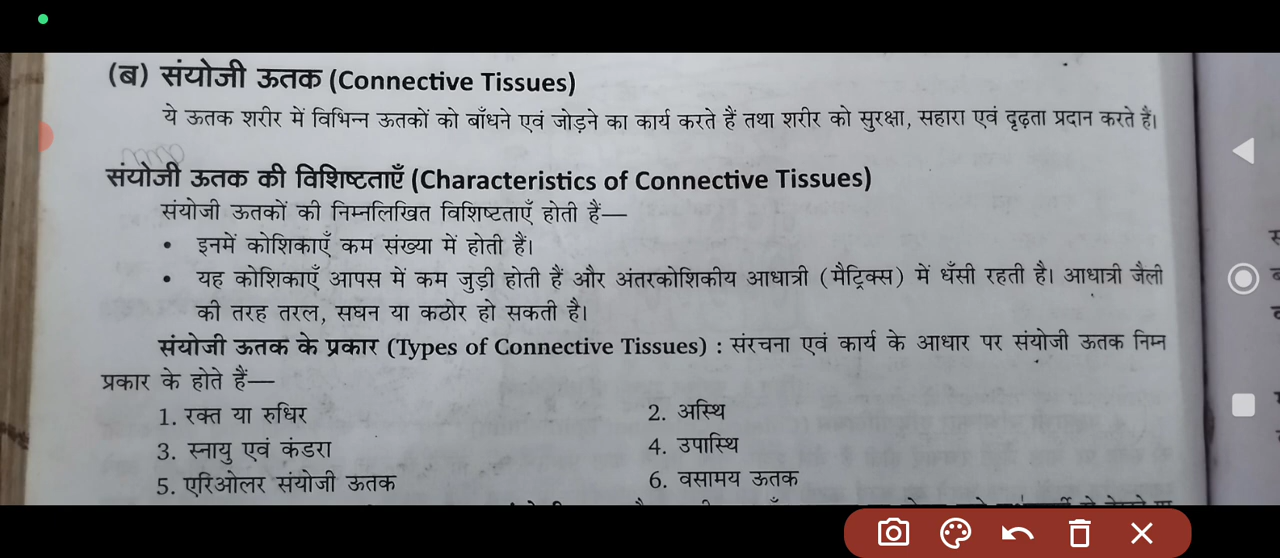 (ब) संयोजी ऊतक (Connective Tissues)
ये ऊतक शरीर में विभिन्न ऊतकों को बाँधने एवं जोड़ने का कार्य करते हैं तथा शरीर को सुरक्षा, सहारा एवं दृढ़ता प्रदान करते हैं।
संयोजी ऊतक की विशिष्टताएँ (Characteristics of Connective Tissues)
संयोजी ऊतकों की निम्नलिखित विशिष्टताएँ होती हैं—
• इनमें कोशिकाएँ कम संख्या में होती हैं।
• यह कोशिकाएँ आपस में कम जुड़ी होती हैं और अंतरकोशिकीय आधात्री (मैट्रिक्स) में धँसी रहती है। आधात्री जैली
की तरह तरल, सघन या कठोर हो सकती है।
संयोजी ऊतक के प्रकार (Types of Connective Tissues) : संरचना एवं कार्य के आधार पर संयोजी ऊतक निम्न
प्रकार के होते हैं—
1. रक्त या रुधिर
2. अस्थि
3. स्नायु एवं कंडरा
4. उपास्थि
5. एरिओलर संयोजी ऊतक
6. वसामय ऊतक